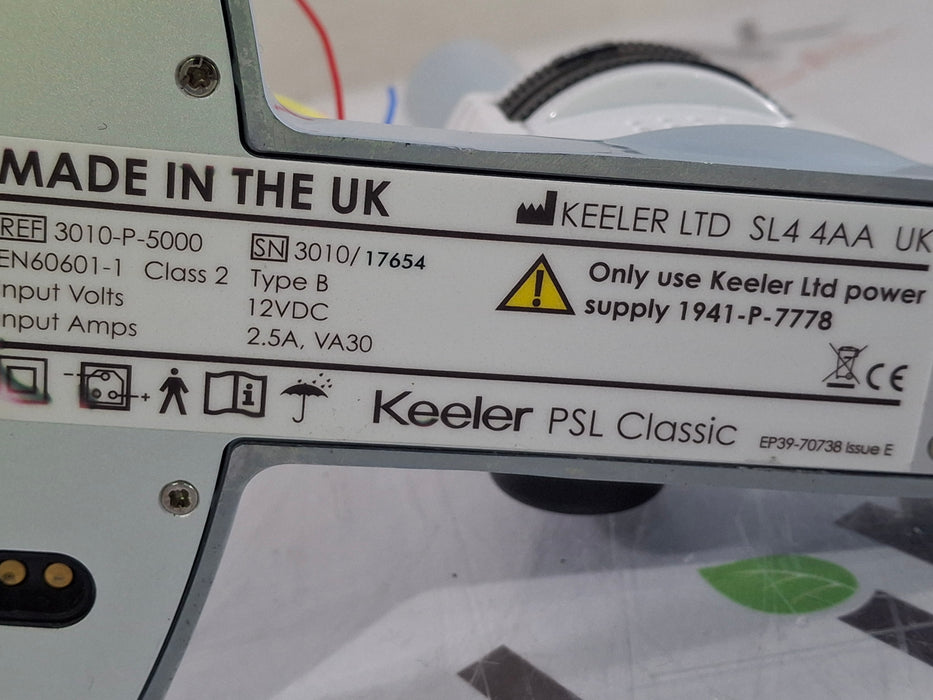 MADE IN THE UK
KEELER LTD SL4 4AA UK
REF 3010-P-5000
SN 3010/17654
EN60601-1 Class 2
Type B
nput Volts
12VDC
nput Amps
2.5A, VA30
Only use Keeler Ltd power
supply 1941-P-7778
CE
Keeler PSL Classic
EP39-70738 Issue E